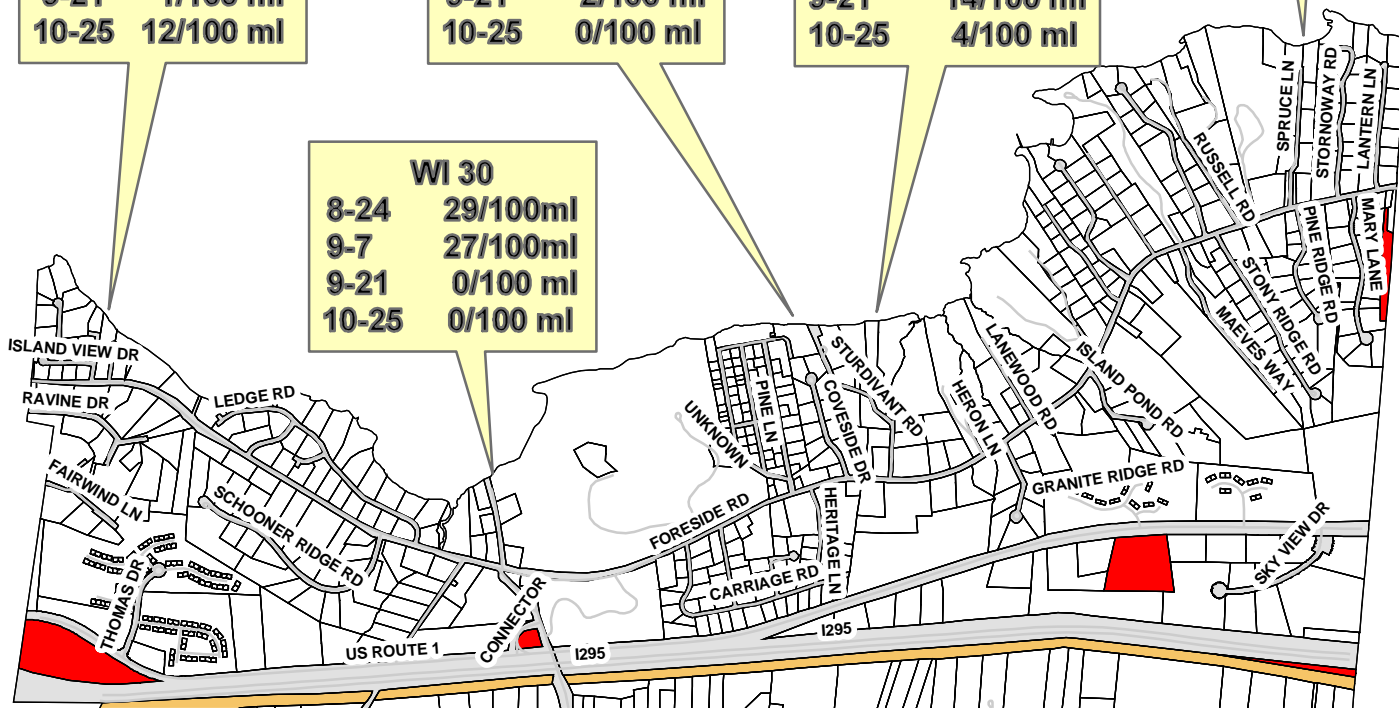 10-25 12/100 ml
10-25 0/100 ml
10-25 4/100 ml
WI 30
8-24 29/100ml
9-7 27/100ml
9-21 0/100 ml
10-25 0/100 ml
SPRUCE LN
STORNOWAY RD
LANTERN LN
RUSSELL RD
PINE RIDGE RD
MARY LANE
STONY RIDGE RD
MAEVES WAY
ISLAND VIEW DR
RAVINE DR
LEDGE RD
FAIRWIND LN
SCHOONER RIDGE RD
THOMAS DR
UNKNOWN
PINE LN
COVESIDE DR
STURDIVANT RD
HERON LN
LANEWOOD RD
ISLAND POND RD
GRANITE RIDGE RD
FORESIDE RD
HERITAGE LN
CARRIAGE RD
SKY VIEW DR
CONNECTOR
US ROUTE 1
I295
I295